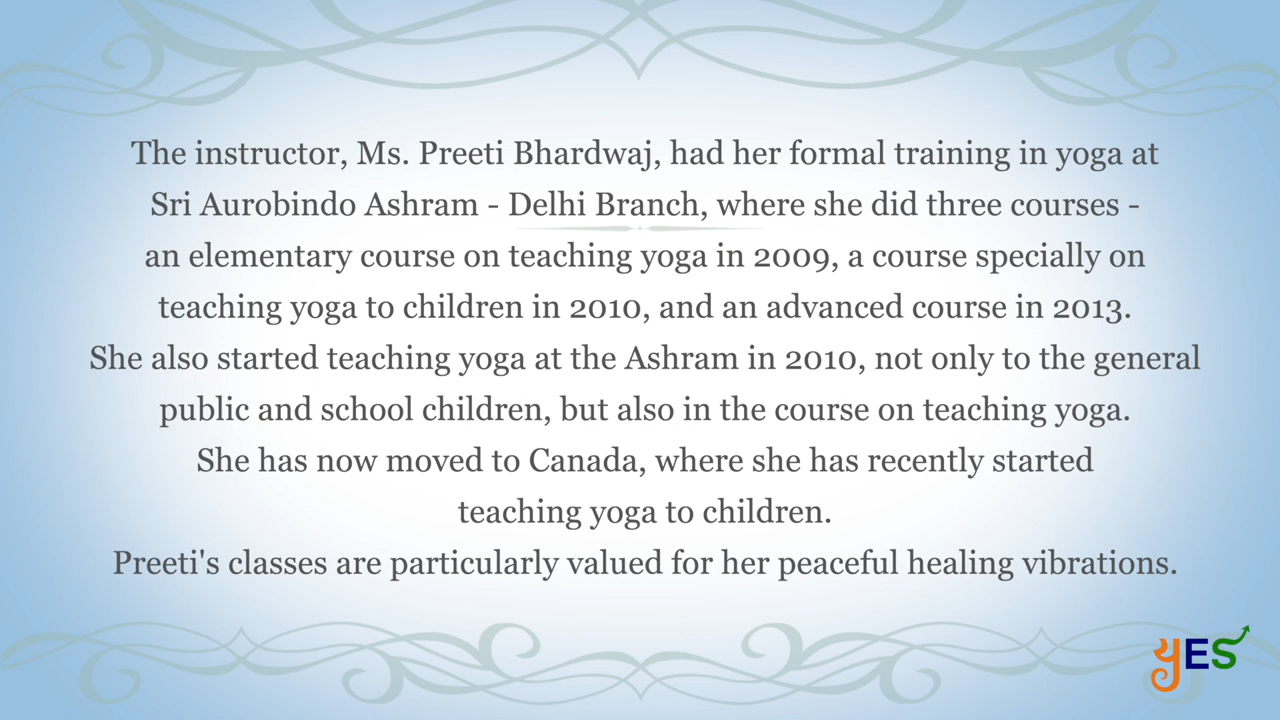 The instructor, Ms. Preeti Bhardwaj, had her formal training in yoga at
Sri Aurobindo Ashram - Delhi Branch, where she did three courses -
an elementary course on teaching yoga in 2009, a course specially on
teaching yoga to children in 2010, and an advanced course in 2013.
She also started teaching yoga at the Ashram in 2010, not only to the general
public and school children, but also in the course on teaching yoga.
She has now moved to Canada, where she has recently started
teaching yoga to children.
Preeti's classes are particularly valued for her peaceful healing vibrations.
yES